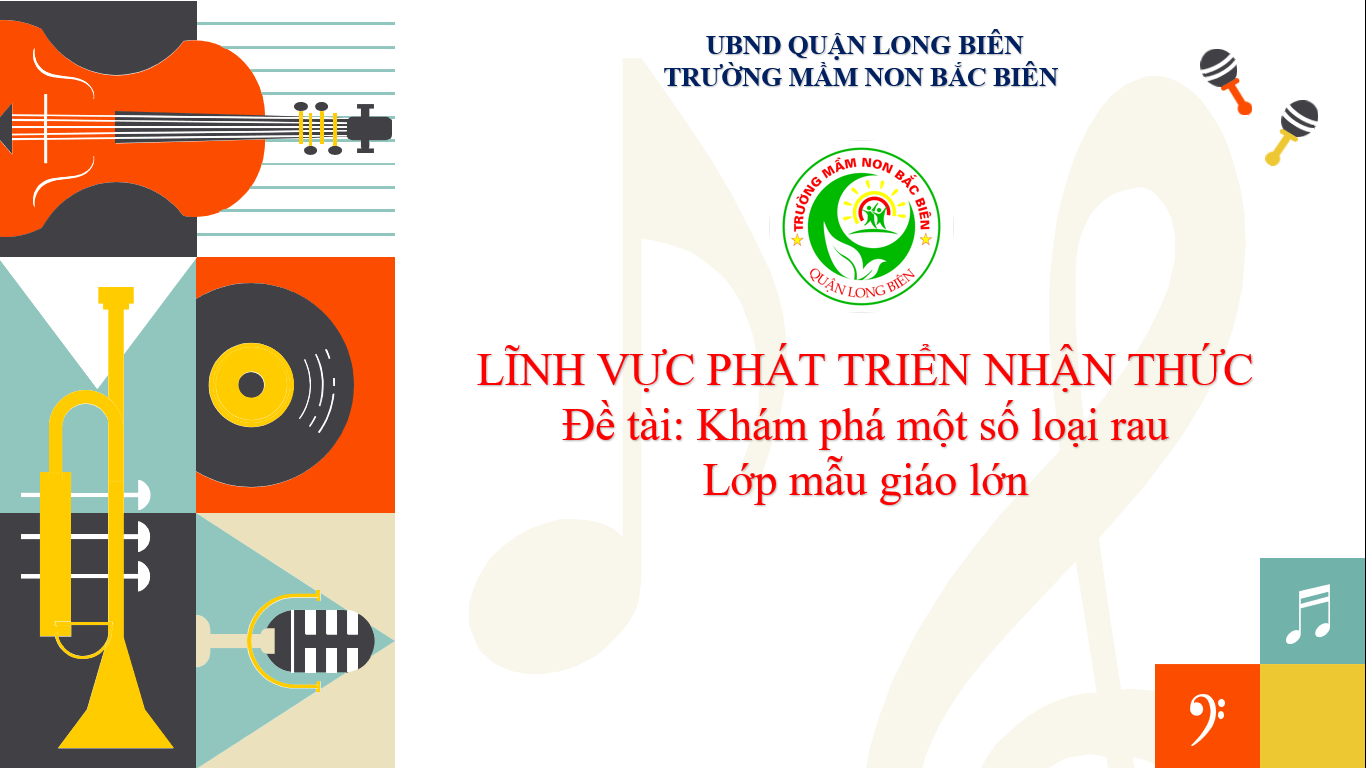 UBND QUẬN LONG BIÊN
TRƯỜNG MẦM NON BẮC BIÊN
TRƯỜNG MẦM NON BẮC BIÊN
QUẬN LONG BIÊN
LĨNH VỰC PHÁT TRIỂN NHẬN THỨC
Đề tài: Khám phá một số loại rau
Lớp mẫu giáo lớn